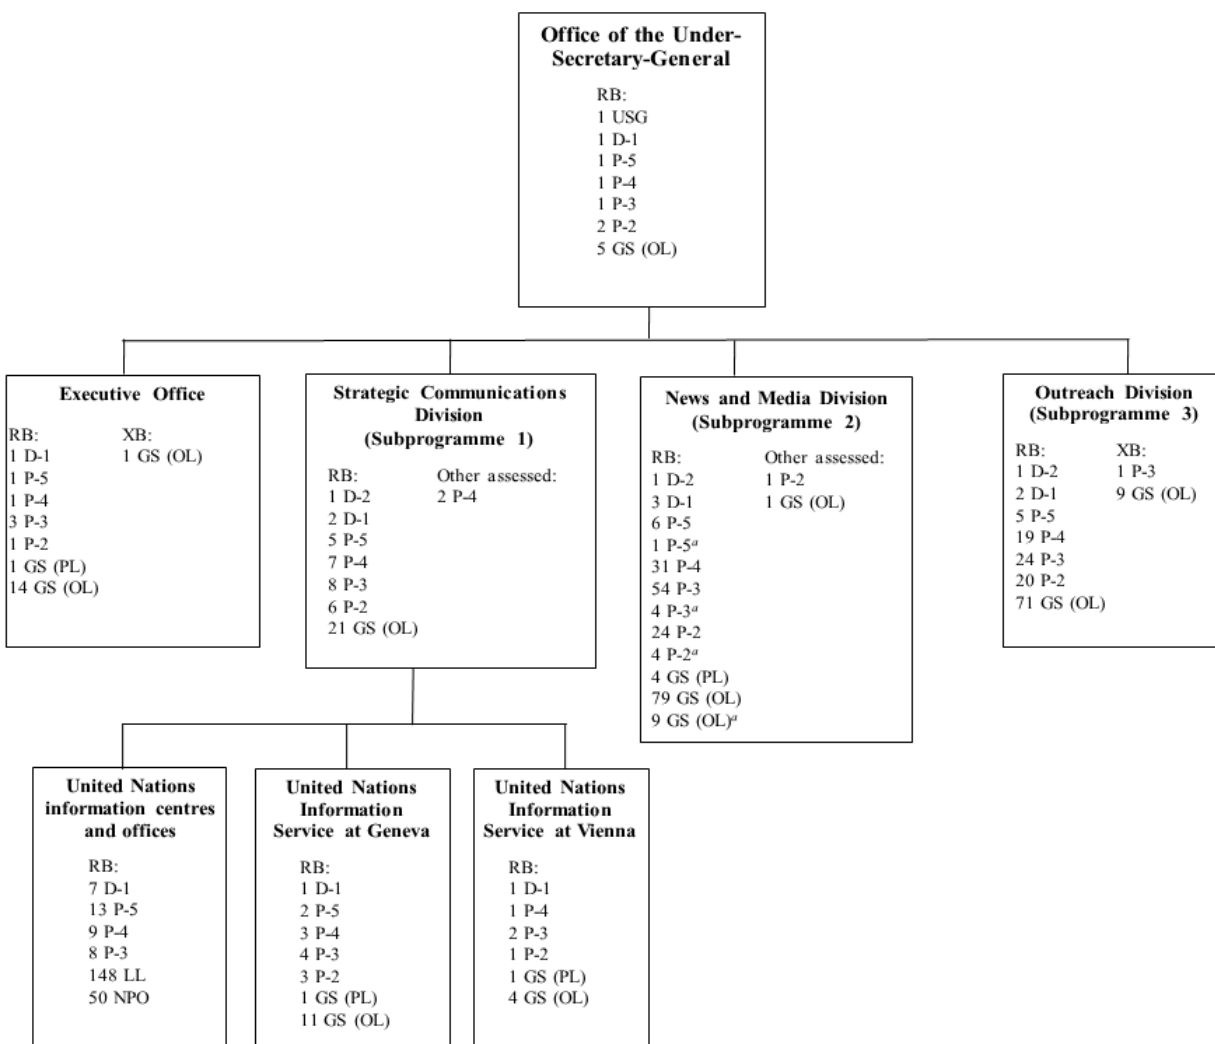 Office of the Under-
Secretary-General
RB:
1 USG
1 D-1
1 P-5
1 P-4
1 P-3
2 P-2
5 GS (OL)
Executive Office
RB:
1 D-1
1 P-5
1 P-4
3 P-3
1 P-2
1 GS (PL)
14 GS (OL)
XB:
1 GS (OL)
Strategic Communications
Division
(Subprogramme 1)
RB:
1 D-2
2 D-1
5 P-5
7 P-4
8 P-3
6 P-2
21 GS (OL)
Other assessed:
2 P-4
News and Media Division
(Subprogramme 2)
RB:
1 D-2
3 D-1
6 P-5
1 P-5ᵃ
31 P-4
54 P-3
4 P-3ᵃ
24 P-2
4 P-2ᵃ
4 GS (PL)
79 GS (OL)
9 GS (OL)ᵃ
Other assessed:
1 P-2
1 GS (OL)
Outreach Division
(Subprogramme 3)
RB:
1 D-2
2 D-1
5 P-5
19 P-4
24 P-3
20 P-2
71 GS (OL)
XB:
1 P-3
9 GS (OL)
United Nations
information centres
and offices
RB:
7 D-1
13 P-5
9 P-4
8 P-3
148 LL
50 NPO
United Nations
Information
Service at Geneva
RB:
1 D-1
2 P-5
3 P-4
4 P-3
3 P-2
1 GS (PL)
11 GS (OL)
United Nations
Information
Service at Vienna
RB:
1 D-1
1 P-4
2 P-3
1 P-2
1 GS (PL)
4 GS (OL)